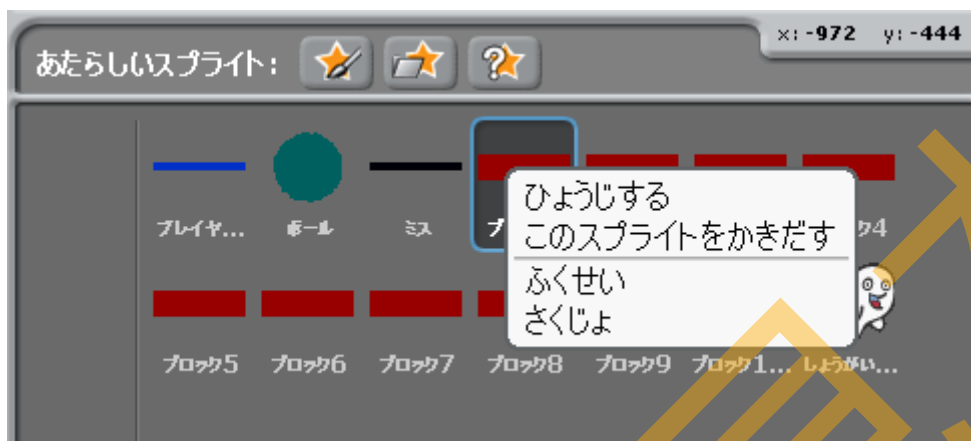 x: -972 y: -444
あたらしいスプライト:
プレイヤ... ボール ミス ブ ク4
ひょうじする
このスプライトをかきだす
ふくせい
さくじょ
ブロック5 ブロック6 ブロック7 ブロック8 ブロック9 ブロック1... しょうがい...